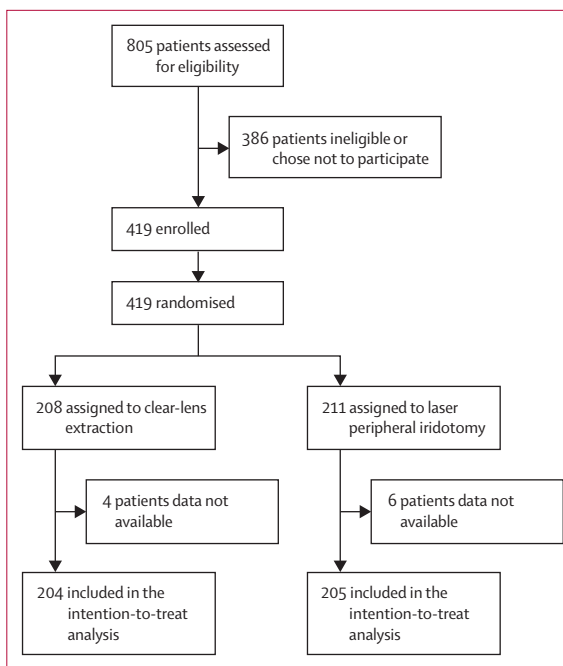 805 patients assessed
for eligibility
386 patients ineligible or
chose not to participate
419 enrolled
419 randomised
208 assigned to clear-lens
extraction
211 assigned to laser
peripheral iridotomy
4 patients data not
available
6 patients data not
available
204 included in the
intention-to-treat
analysis
205 included in the
intention-to-treat
analysis